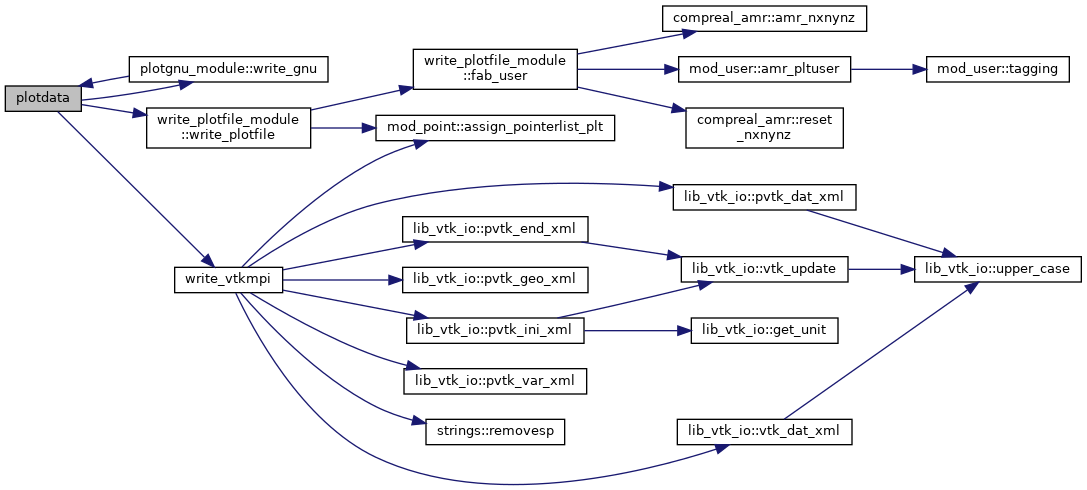 compreal_amr::amr_nxnynz
write_plotfile_module
::fab_user
plotgnu_module::write_gnu
mod_user::amr_pltuser
mod_user::tagging
plotdata
write_plotfile_module
::write_plotfile
mod_point::assign_pointerlist_plt
compreal_amr::reset
_nxnynz
lib_vtk_io::pvtk_dat_xml
lib_vtk_io::pvtk_end_xml
write_vtkmpi
lib_vtk_io::pvtk_geo_xml
lib_vtk_io::vtk_update
lib_vtk_io::upper_case
lib_vtk_io::pvtk_ini_xml
lib_vtk_io::get_unit
lib_vtk_io::pvtk_var_xml
strings::removesp
lib_vtk_io::vtk_dat_xml